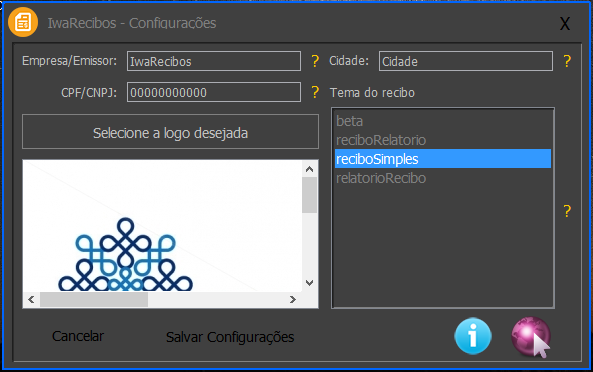 IwaRecibos - Configurações
X
Empresa/Emissor: IwaRecibos ? Cidade: Cidade ?
CPF/CNPJ: 00000000000 ? Tema do recibo
Selecione a logo desejada
beta
reciboRelatorio
reciboSimples
relatorioRecibo
?
Cancelar Salvar Configurações
i